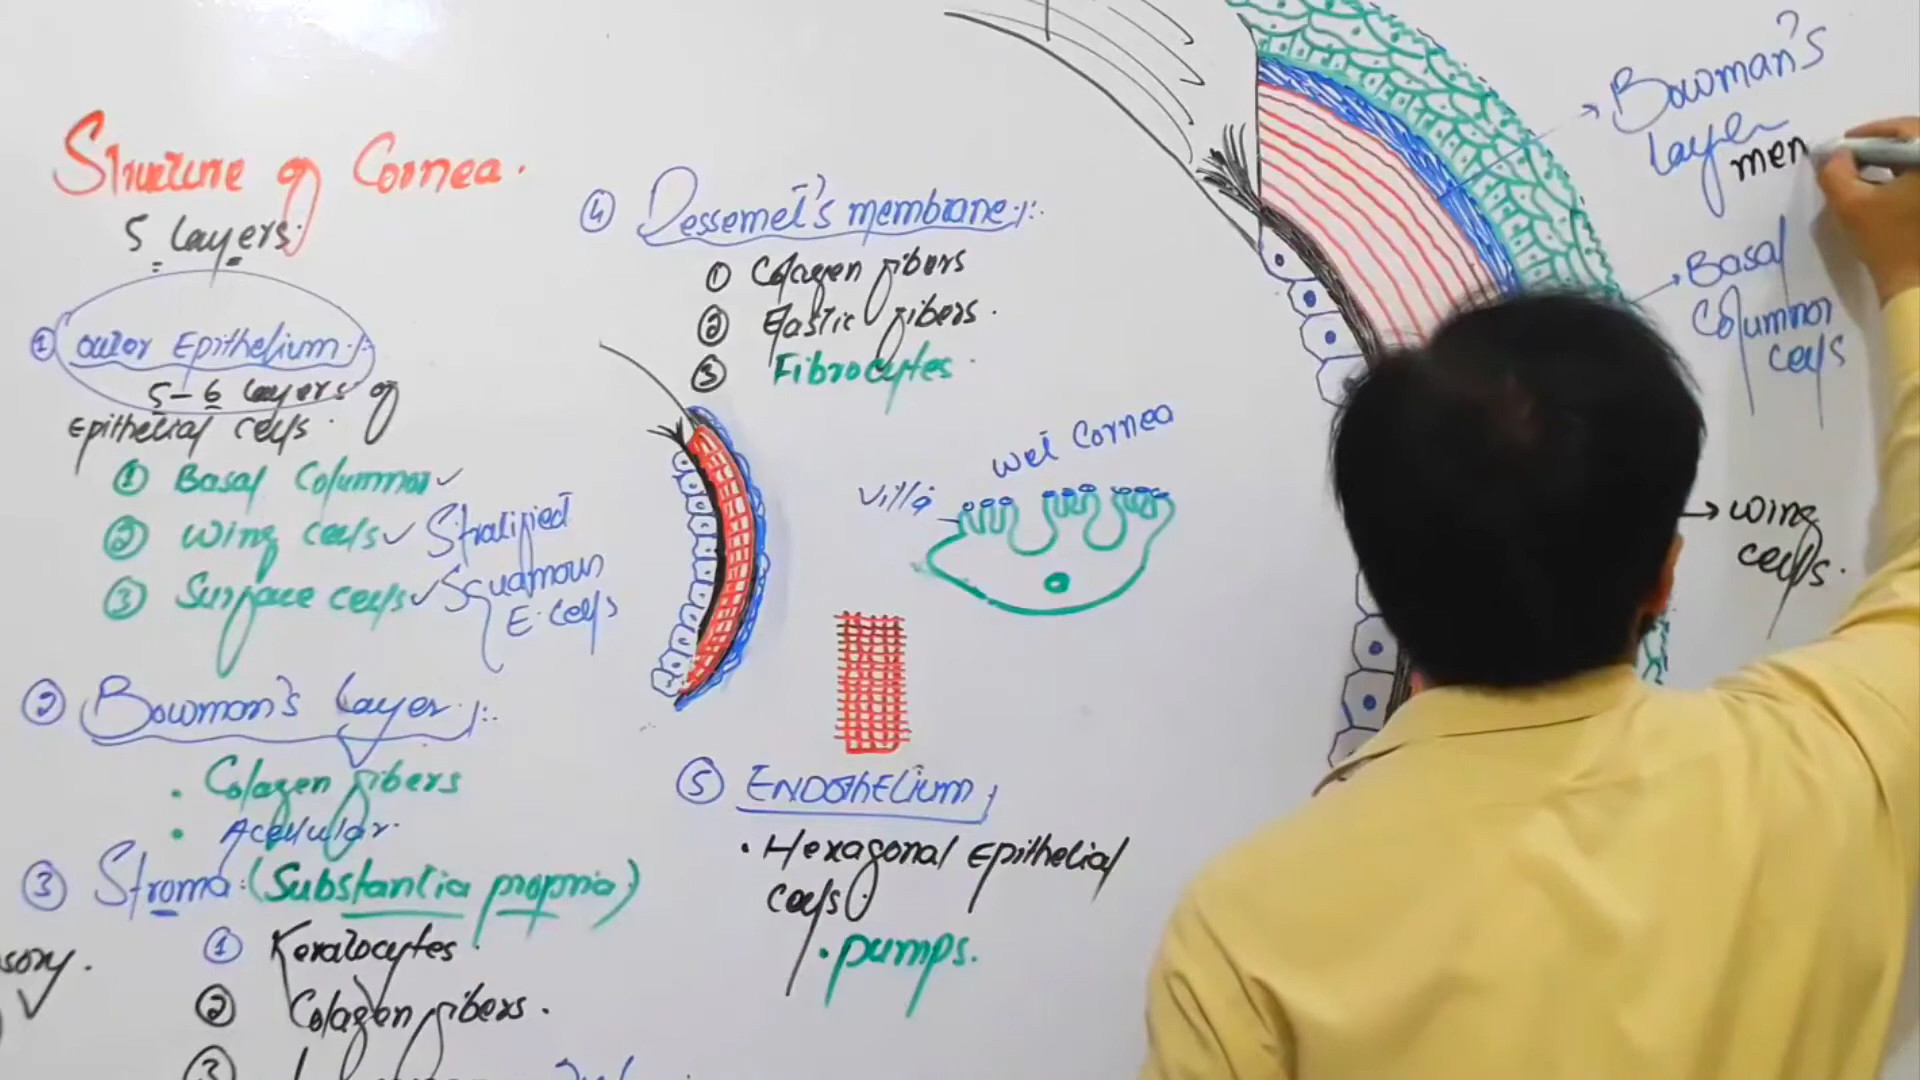 Structure of Cornea.
5 Layers:
① outer Epithelium:
5-6 layers of
Epithelial cells.
① Basal Columnar ✓
② Wing cells ✓
③ Surface cells ✓
Stratified
Squamous
E. cells
② Bowman's Layer:
• Colagen fibers
• Acellular.
③ Stroma: (Substantia propria)
① Keratocytes.
② Colagen fibers.
③
sory.
④ Dessemet's membrane:
① Colagen fibers
② Elastic fibers.
③ Fibrocytes.
Wet Cornea
Villi
⑤ ENDOthELium
• Hexagonal Epithelial
cells
• pumps.
Bowman's
layer
mem
Basal
Columnar
cells
→ wing
cells.